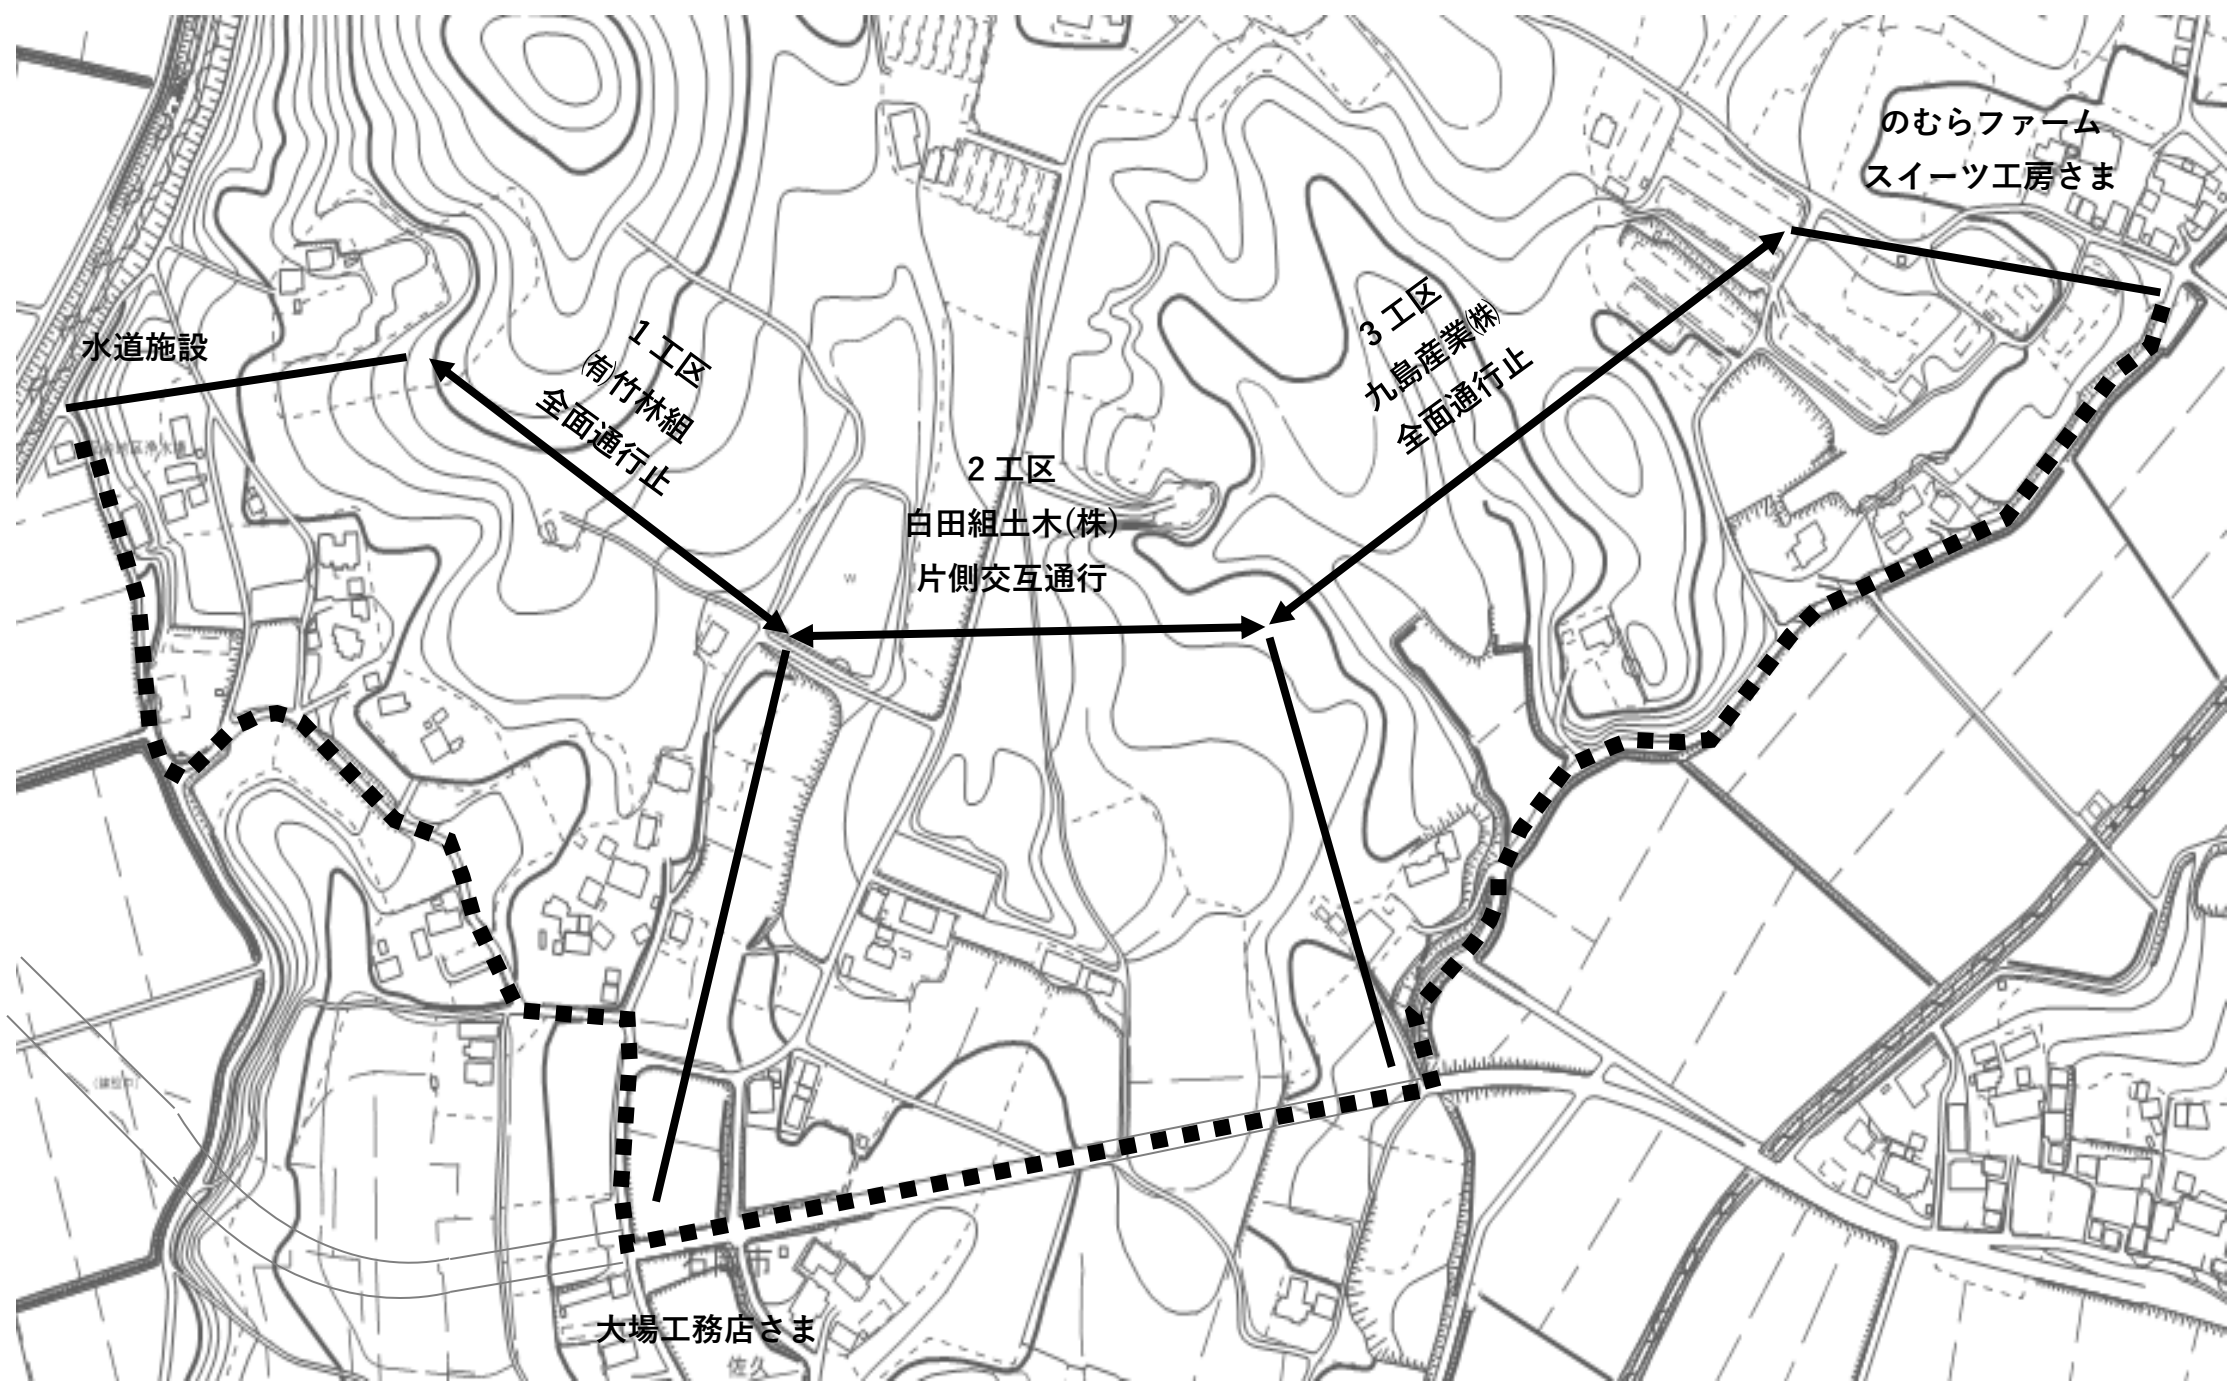 のむらファーム
スイーツ工房さま
水道施設
1 工区
㈲竹林組
全面通行止
3 工区
九島産業㈱
全面通行止
2 工区
白田組土木(株)
片側交互通行
W
大場工務店さま
佐久